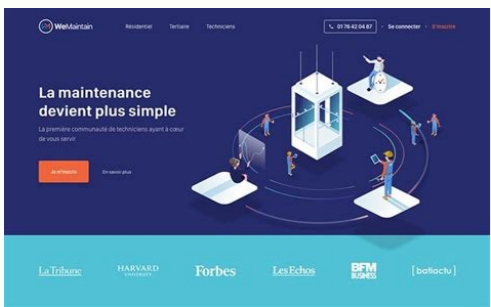 WeMaintain
Résidentiel Tertiaire Techniciens
01 76 42 04 87 Se connecter S'inscrire
La maintenance
devient plus simple
La première communauté de techniciens ayant à cœur
de vous servir
En savoir plus
La Tribune
HARVARD
UNIVERSITY
Forbes
Les Echos
BFM
BUSINESS
[batiactu]